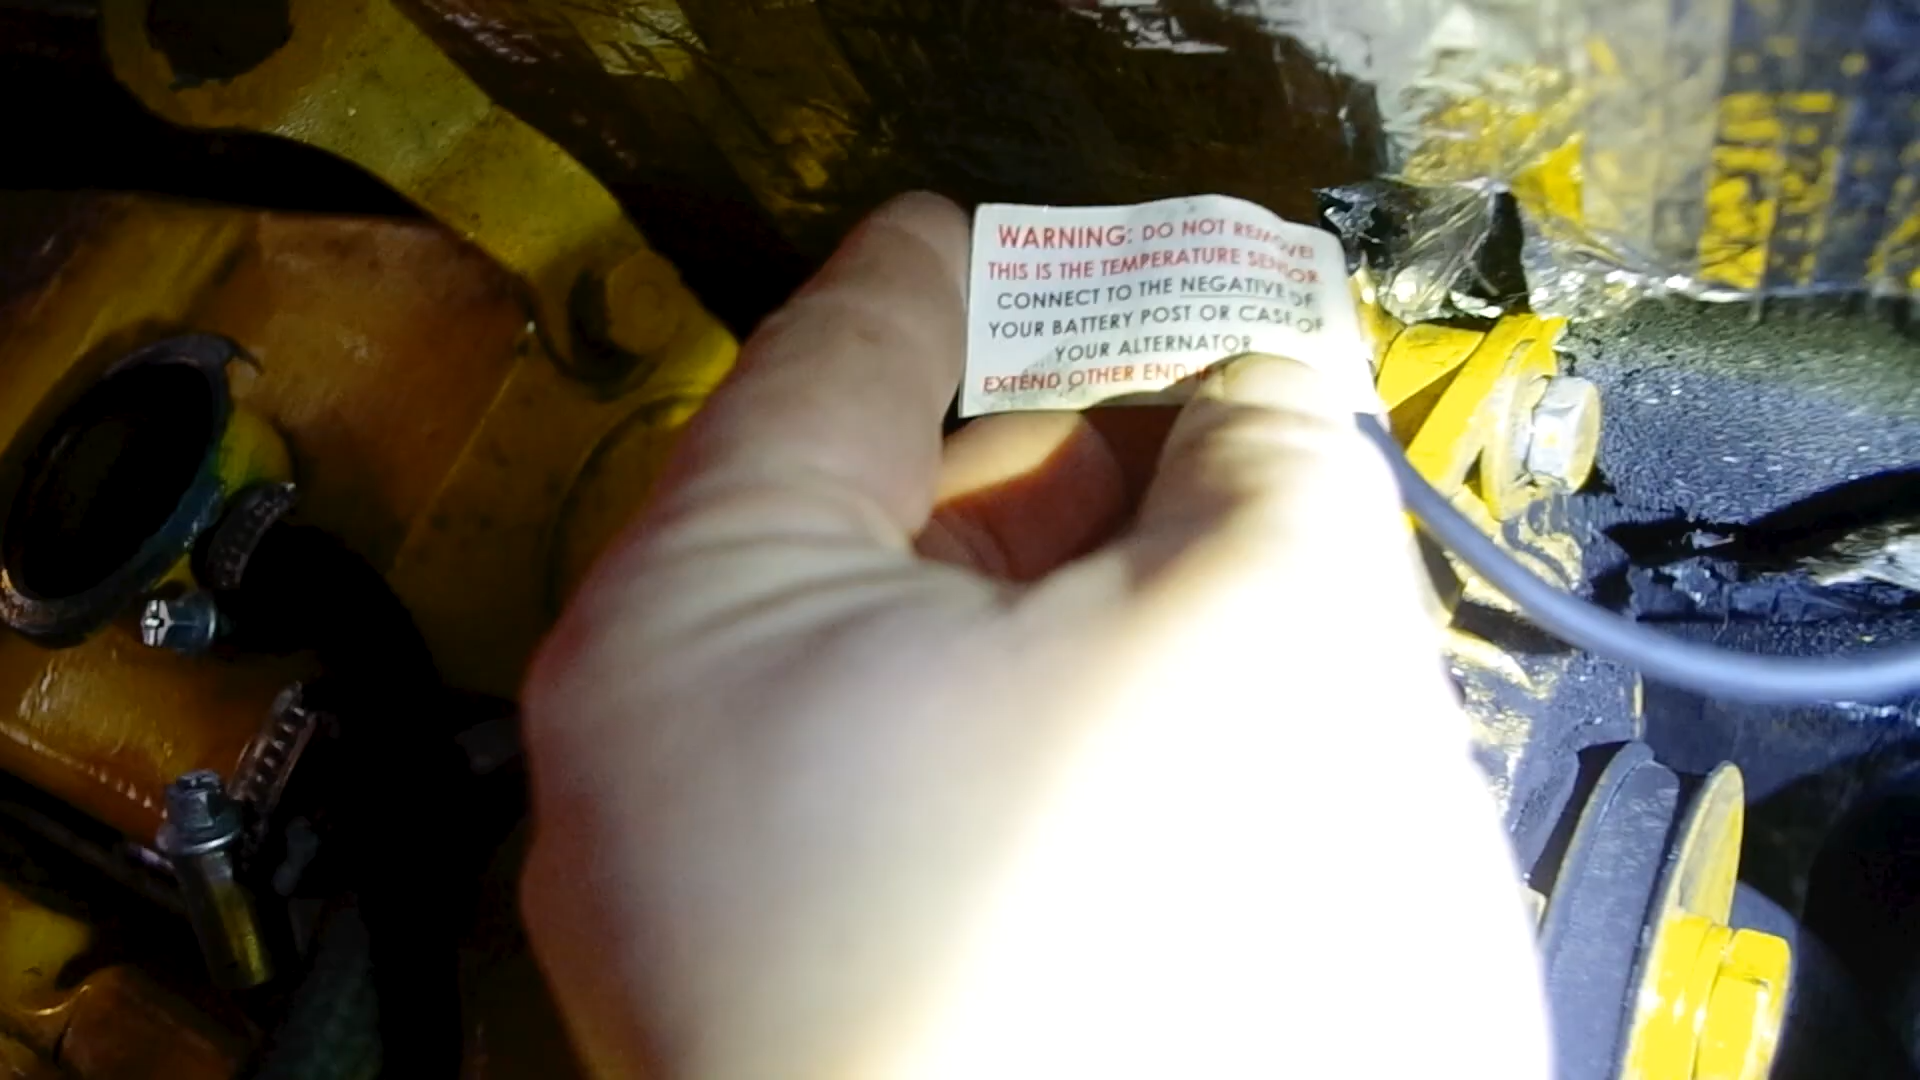 WARNING: DO NOT REMOVE!
THIS IS THE TEMPERATURE SENSOR.
CONNECT TO THE NEGATIVE OF
YOUR BATTERY POST OR CASE OF
YOUR ALTERNATOR
EXTEND OTHER END